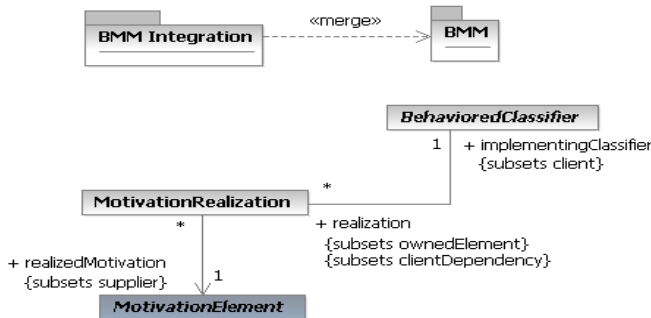 «merge»
BMM Integration
BMM
BehavioredClassifier
1
+ implementingClassifier
{subsets client}
*
MotivationRealization
*
+ realization
{subsets ownedElement}
{subsets clientDependency}
+ realizedMotivation
{subsets supplier}
1
MotivationElement